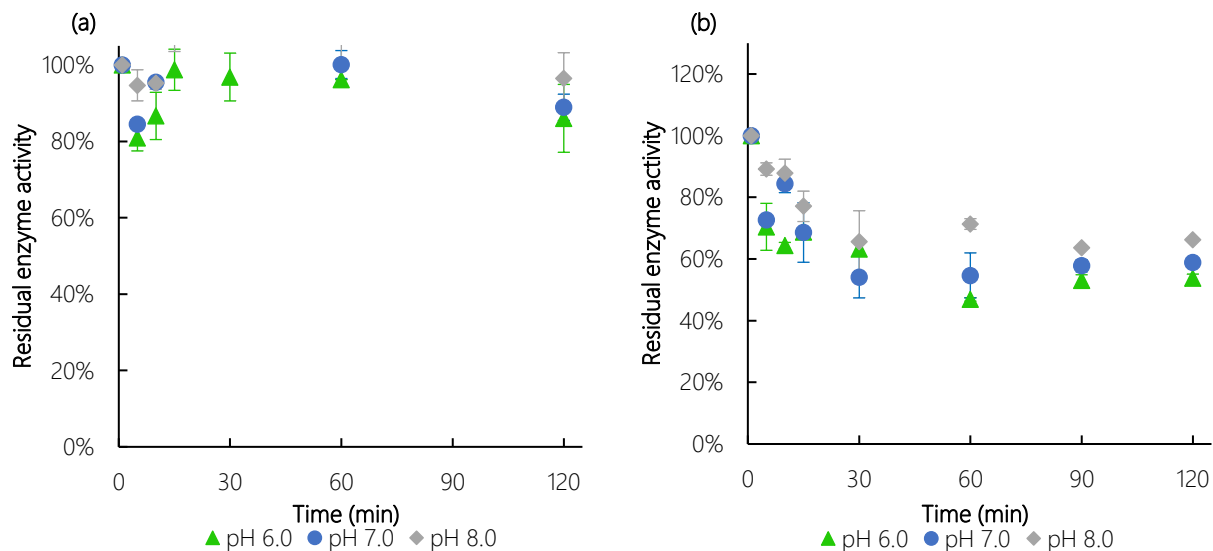 (a)
Residual enzyme activity
100%
80%
60%
40%
20%
0%
0 30 60 90 120
Time (min)
pH 6.0 pH 7.0 pH 8.0
(b)
Residual enzyme activity
120%
100%
80%
60%
40%
20%
0%
0 30 60 90 120
Time (min)
pH 6.0 pH 7.0 pH 8.0